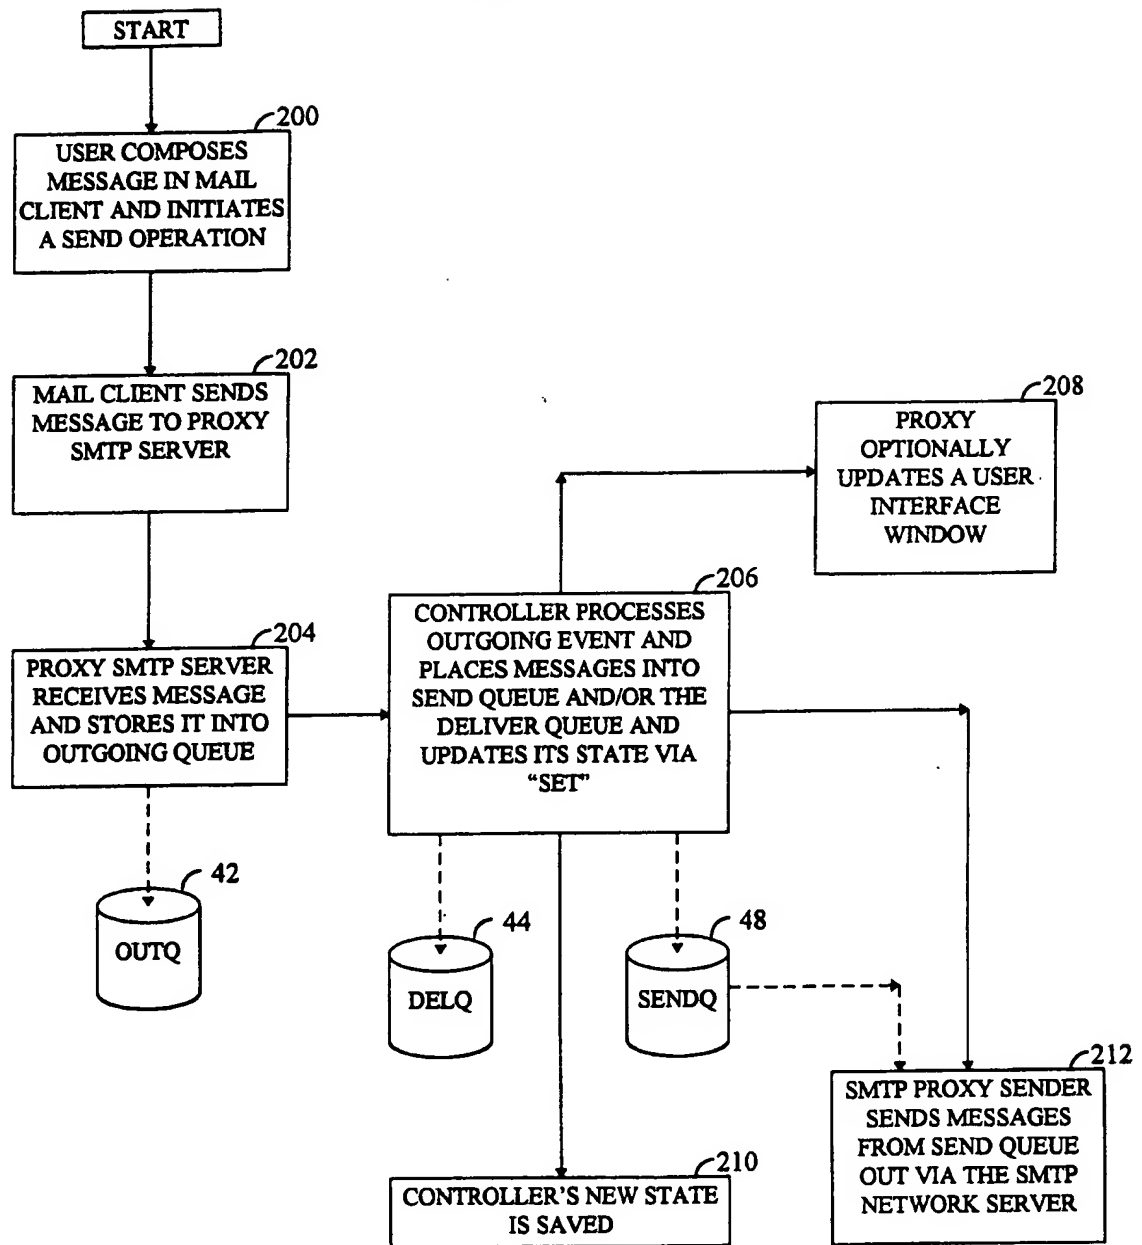 START
200
USER COMPOSES
MESSAGE IN MAIL
CLIENT AND INITIATES
A SEND OPERATION
202
MAIL CLIENT SENDS
MESSAGE TO PROXY
SMTP SERVER
204
PROXY SMTP SERVER
RECEIVES MESSAGE
AND STORES IT INTO
OUTGOING QUEUE
206
CONTROLLER PROCESSES
OUTGOING EVENT AND
PLACES MESSAGES INTO
SEND QUEUE AND/OR THE
DELIVER QUEUE AND
UPDATES ITS STATE VIA
“SET”
208
PROXY
OPTIONALLY
UPDATES A USER
INTERFACE
WINDOW
42
OUTQ
44
DELQ
48
SENDQ
210
CONTROLLER'S NEW STATE
IS SAVED
212
SMTP PROXY SENDER
SENDS MESSAGES
FROM SEND QUEUE
OUT VIA THE SMTP
NETWORK SERVER